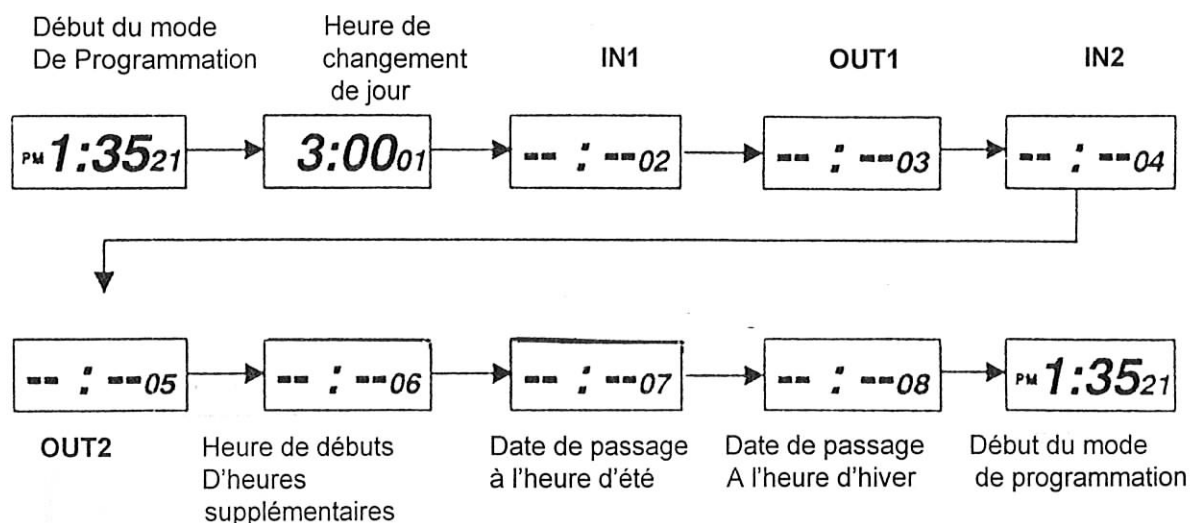 Début du mode
De Programmation
Heure de
changement
de jour
IN1
OUT1
IN2
PM 1:35 21
3:00 01
-- : -- 02
-- : -- 03
-- : -- 04
-- : -- 05
-- : -- 06
-- : -- 07
-- : -- 08
PM 1:35 21
OUT2
Heure de débuts
D'heures
supplémentaires
Date de passage
à l'heure d'été
Date de passage
A l'heure d'hiver
Début du mode
de programmation